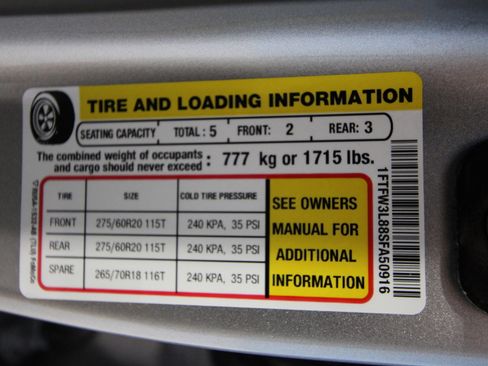 TIRE AND LOADING INFORMATION
SEATING CAPACITY TOTAL : 5 FRONT: 2 REAR: 3
The combined weight of occupants and cargo should never exceed : 777 kg or 1715 lbs.
TIRE SIZE COLD TIRE PRESSURE
FRONT 275/60R20 115T 240 KPA, 35 PSI
REAR 275/60R20 115T 240 KPA, 35 PSI
SPARE 265/70R18 116T 240 KPA, 35 PSI
SEE OWNERS
MANUAL FOR
ADDITIONAL
INFORMATION
1FTFW3L88SFA50916